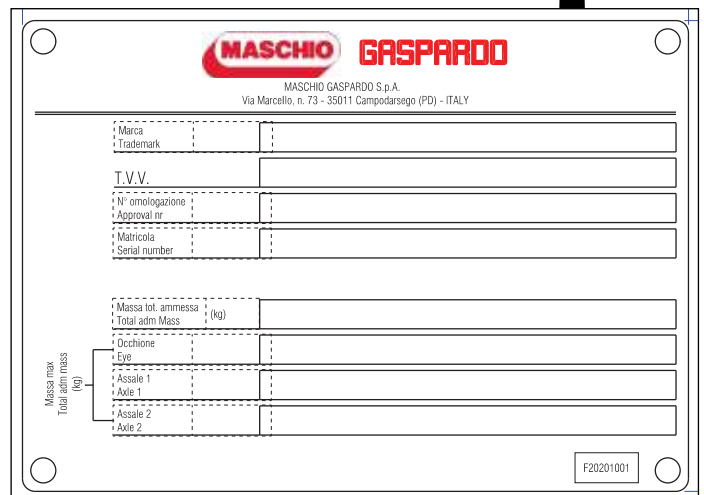 MASCHIO GASPARDO
MASCHIO GASPARDO S.p.A.
Via Marcello, n. 73 - 35011 Campodarsego (PD) - ITALY
Marca
Trademark
T.V.V.
N° omologazione
Approval nr
Matricola
Serial number
Massa tot. ammessa
Total adm Mass
(kg)
Massa max
Total adm mass
(kg)
Occhione
Eye
Assale 1
Axle 1
Assale 2
Axle 2
F20201001